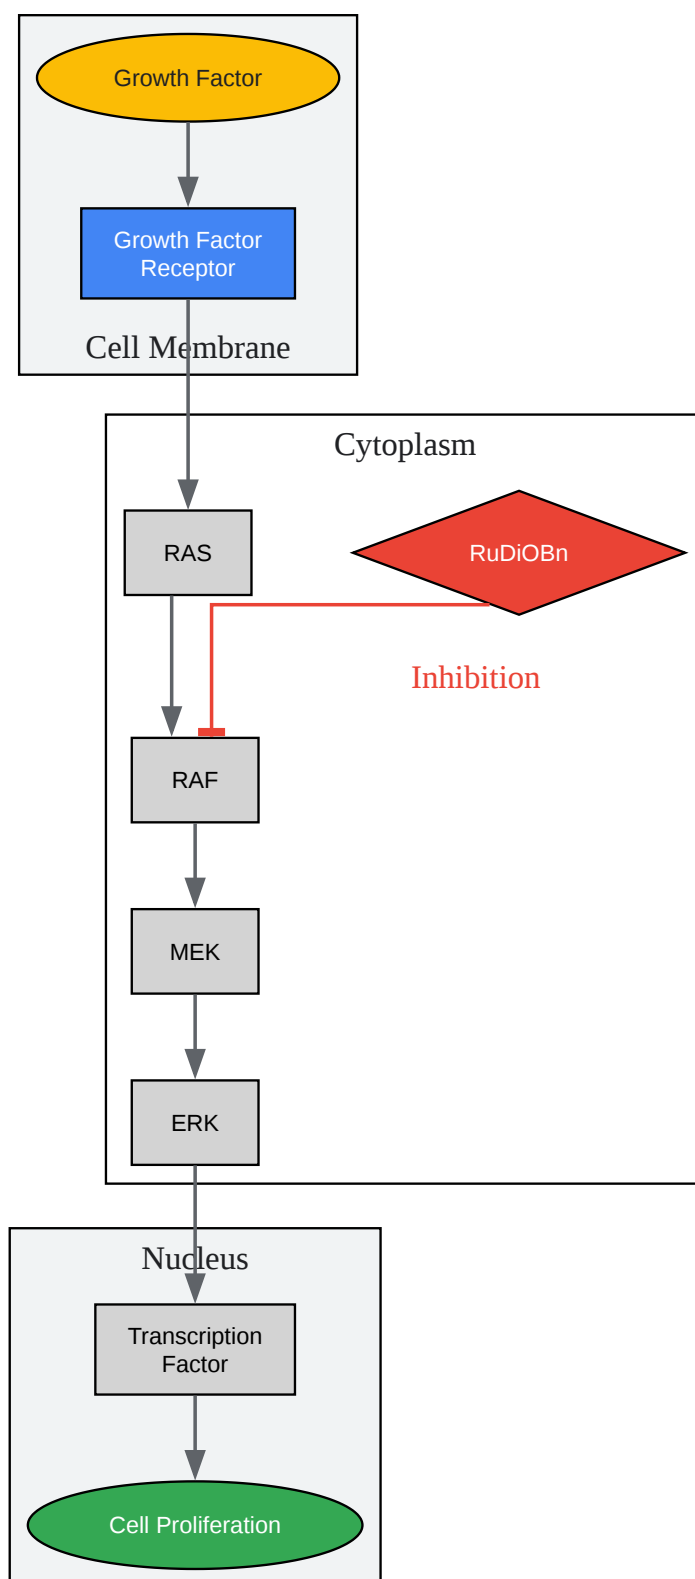 Growth Factor
Growth Factor
Receptor
Cell Membrane
Cytoplasm
RAS
RuDiOBn
Inhibition
RAF
MEK
ERK
Nucleus
Transcription
Factor
Cell Proliferation